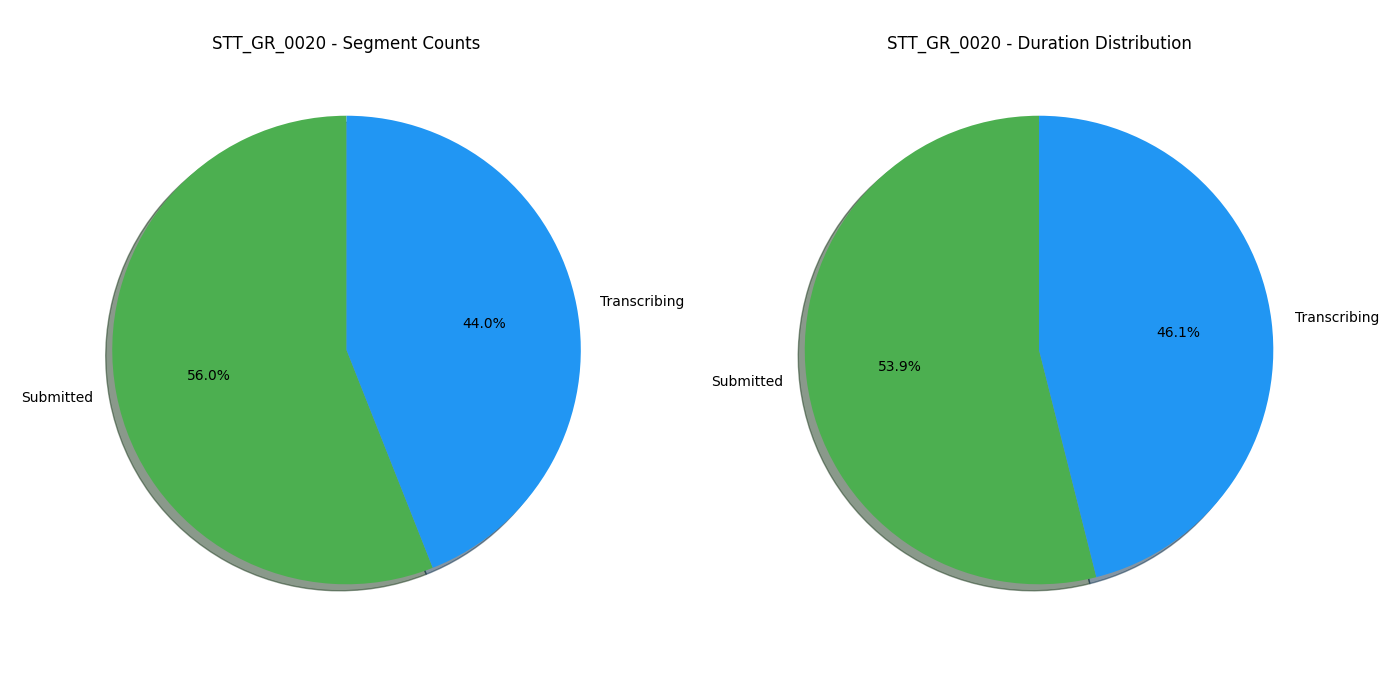 STT_GR_0020 - Segment Counts
Transcribing
44.0%
56.0%
Submitted
STT_GR_0020 - Duration Distribution
Transcribing
46.1%
53.9%
Submitted